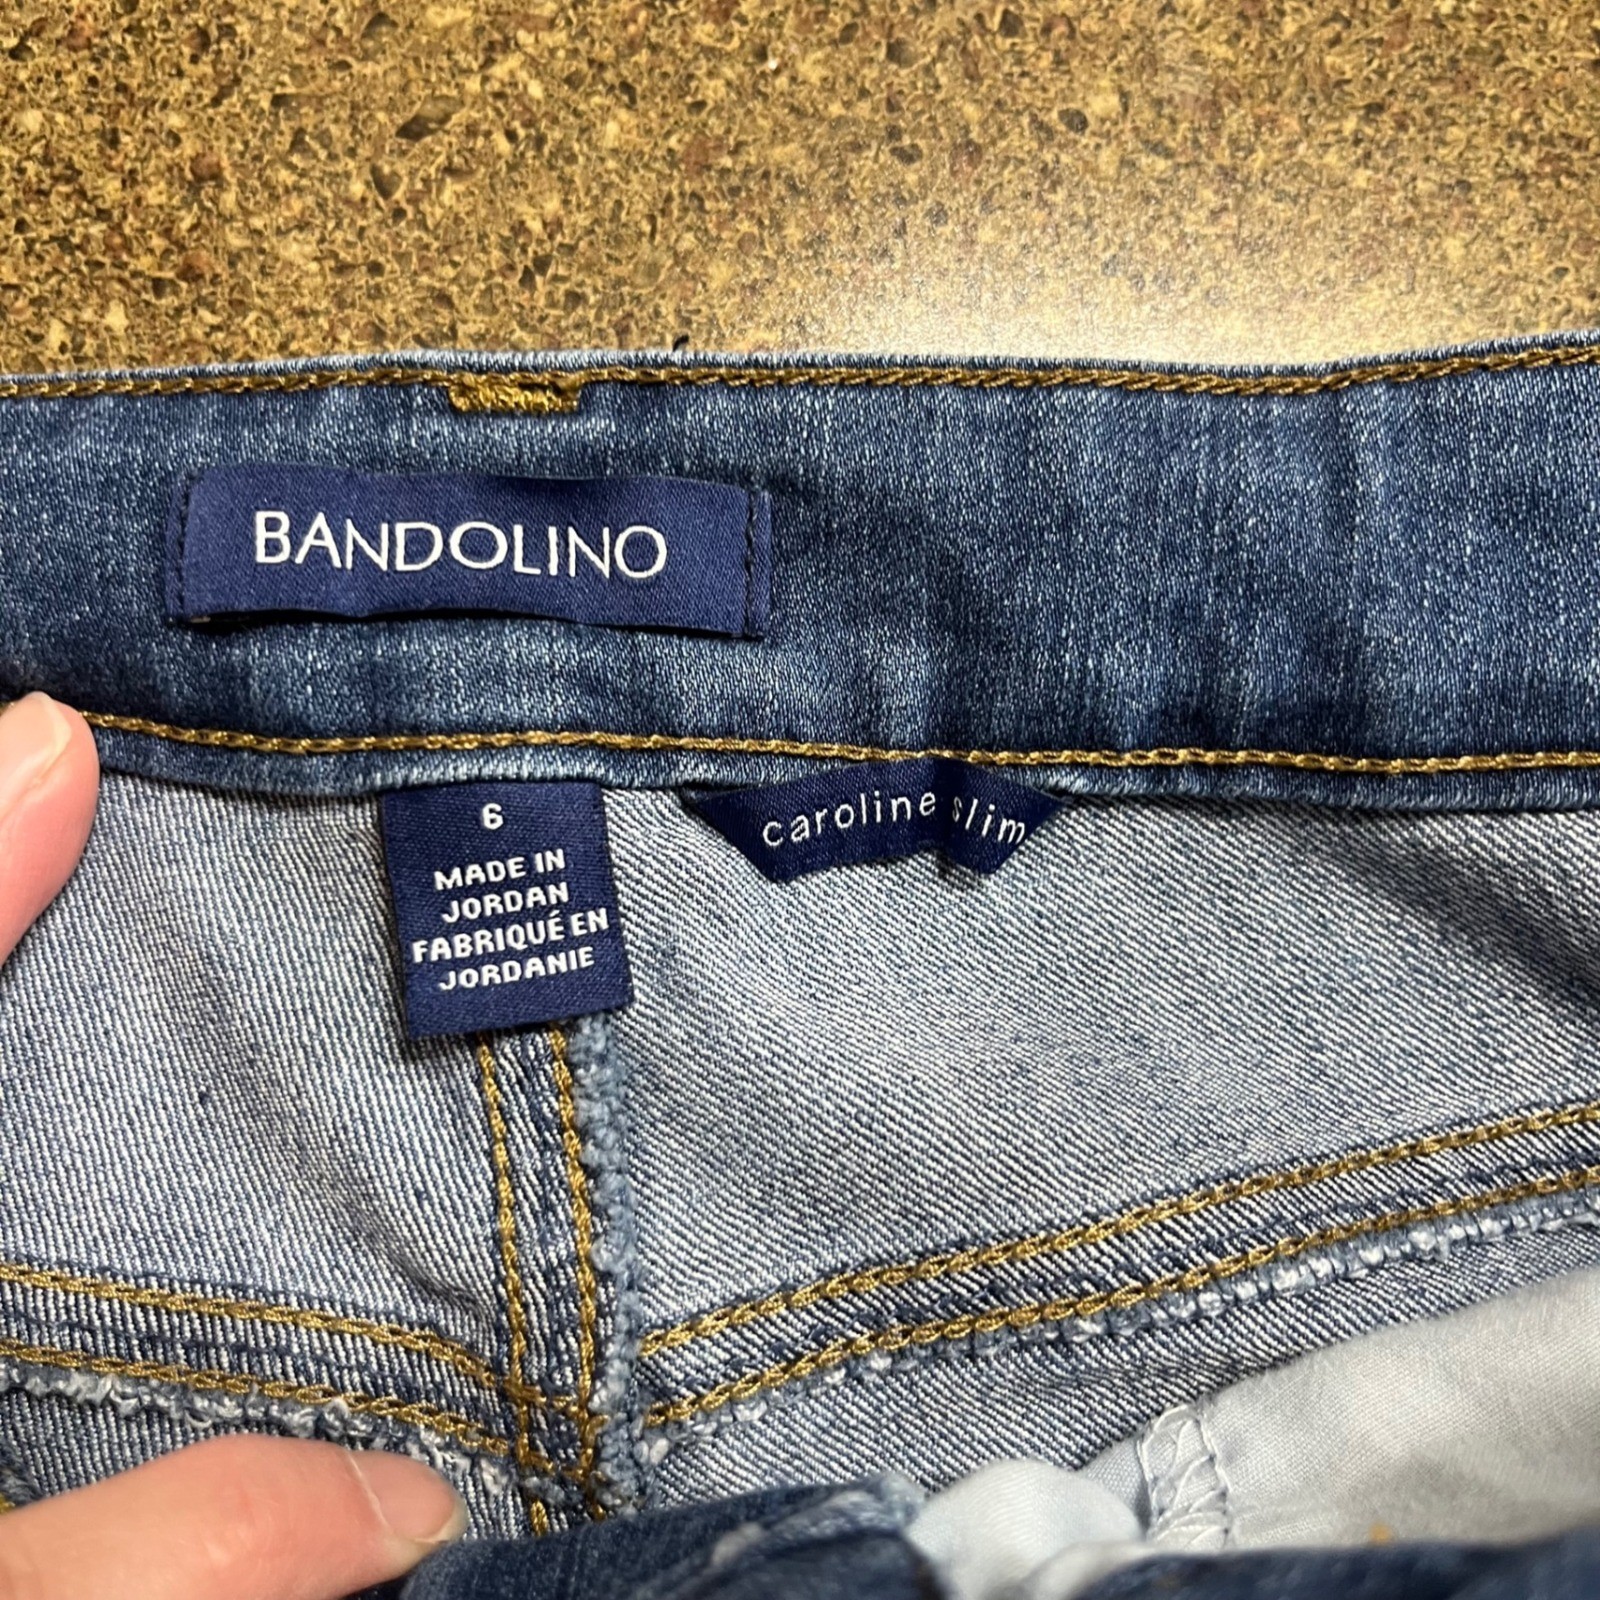 BANDOLINO
6
MADE IN
JORDAN
FABRIQUÉ EN
JORDANIE
caroline slim